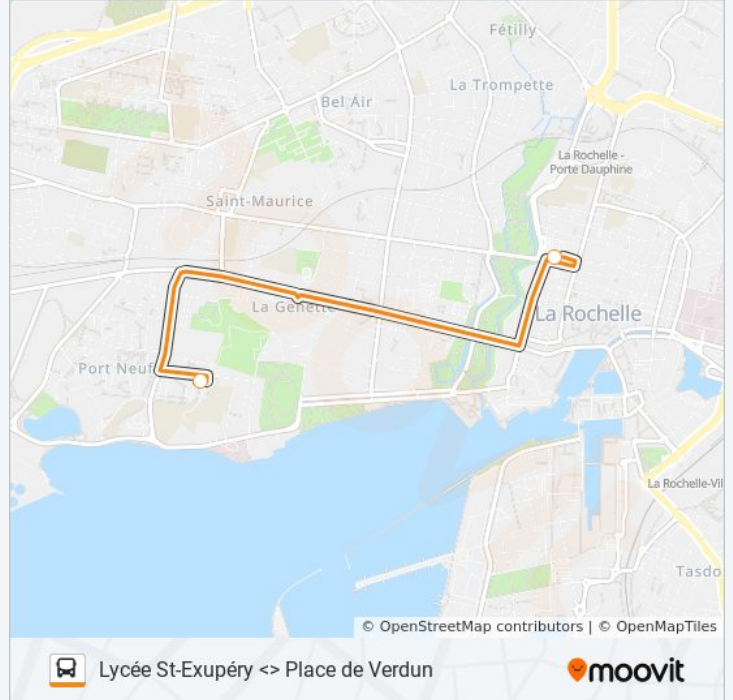 Fétilly
La Trompette
Bel Air
La Rochelle -
Porte Dauphine
Saint-Maurice
La Genette
La Rochelle
Port Neuf
La Rochelle-Vil
Tasdo
© OpenStreetMap contributors | © OpenMapTiles
Lycée St-Exupéry <> Place de Verdun
moovit